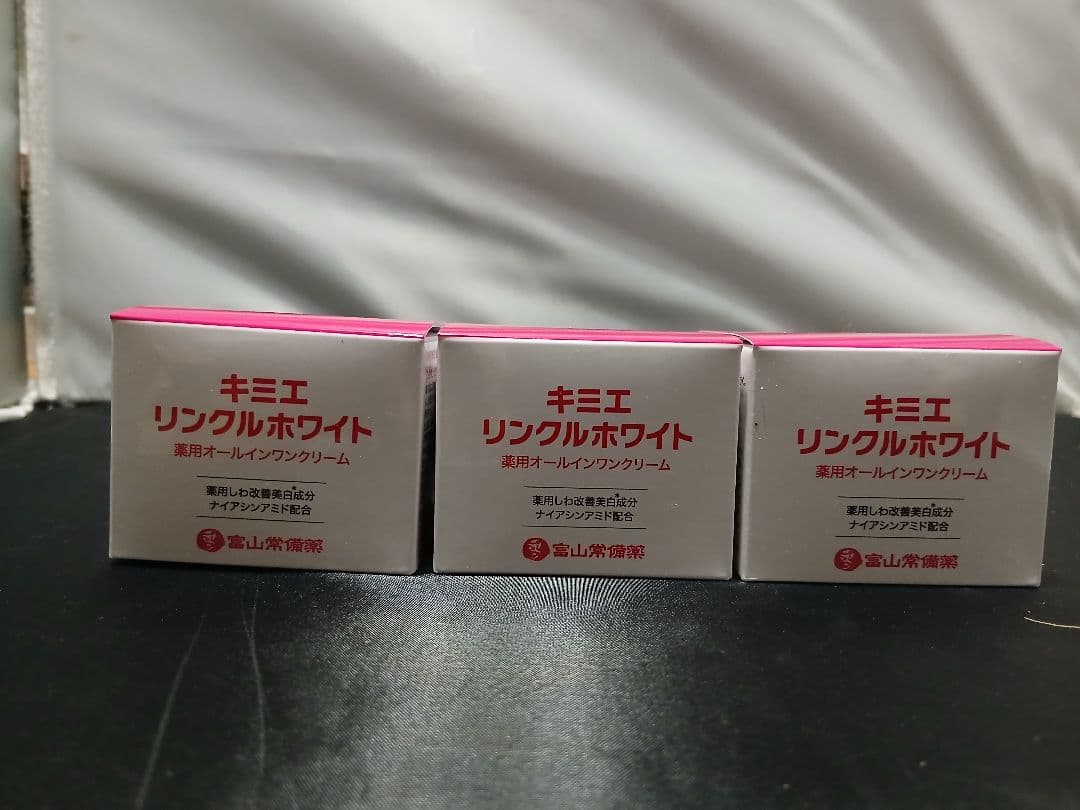 キミエ
リンクルホワイト
薬用オールインワンクリーム
薬用しわ改善美白*成分
ナイアシンアミド配合
富山常備薬
キミエ
リンクルホワイト
薬用オールインワンクリーム
薬用しわ改善美白*成分
ナイアシンアミド配合
富山常備薬
キミエ
リンクルホワイト
薬用オールインワンクリーム
薬用しわ改善美白*成分
ナイアシンアミド配合
富山常備薬